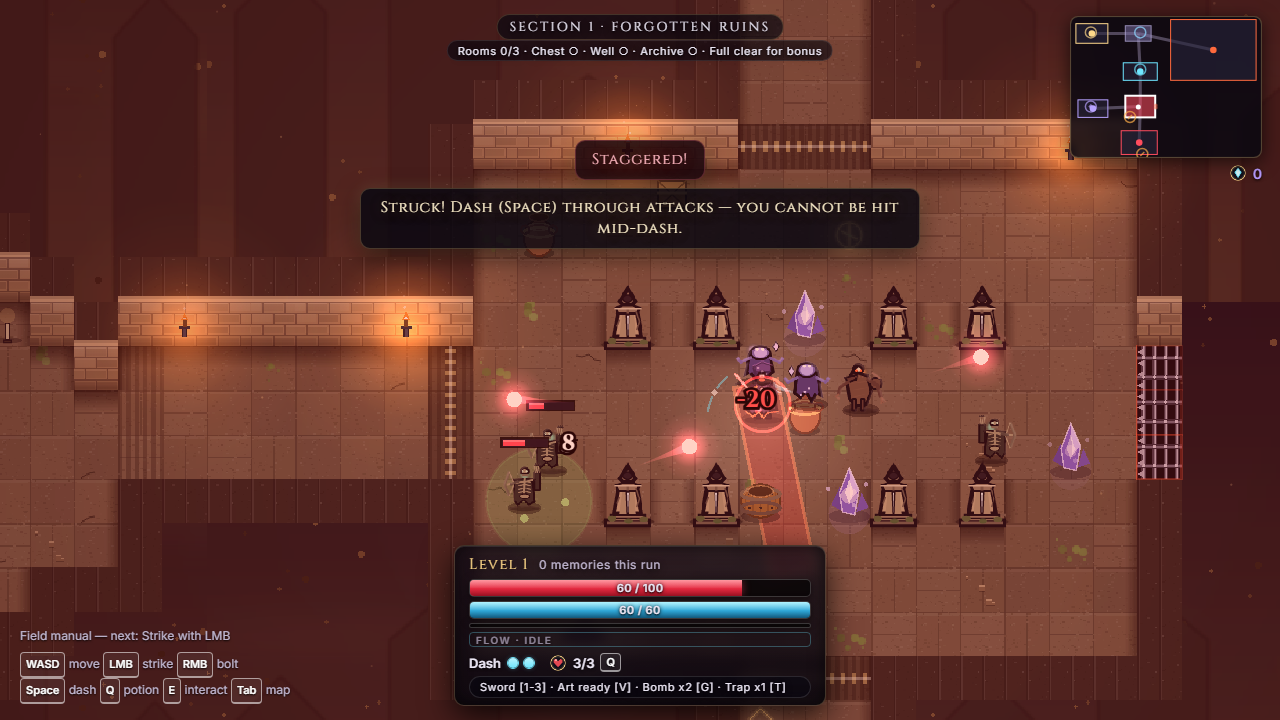 SECTION 1 · FORGOTTEN RUINS
Rooms 0/3 · Chest ○ · Well ○ · Archive ○ · Full clear for bonus
0
STAGGERED!
STRUCK! DASH (SPACE) THROUGH ATTACKS — YOU CANNOT BE HIT
MID-DASH.
-20
8
LEVEL 1 0 memories this run
60 / 100
60 / 60
FLOW · IDLE
Dash 3/3 Q
Sword [1-3] · Art ready [V] · Bomb x2 [G] · Trap x1 [T]
Field manual — next: Strike with LMB
WASD move LMB strike RMB bolt
Space dash Q potion E interact Tab map